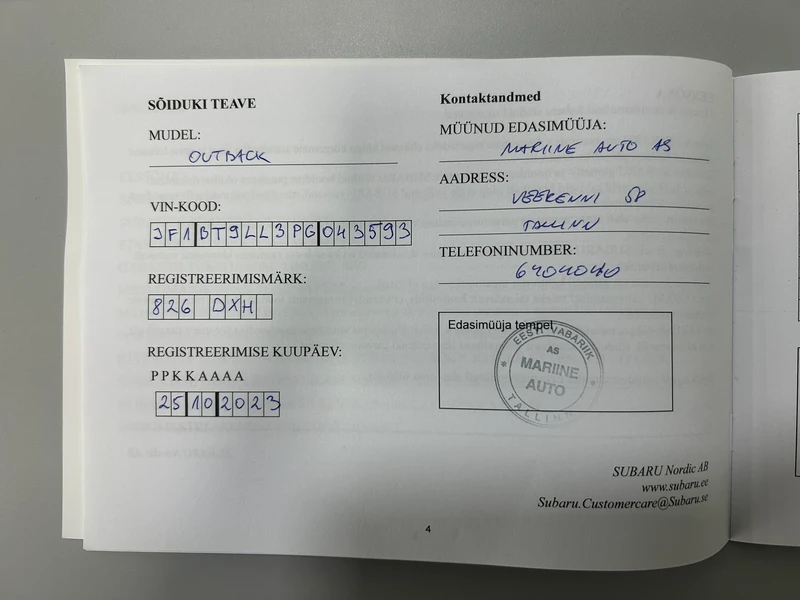 SÕIDUKI TEAVE
MUDEL:
OUTBACK
VIN-KOOD:
JF1BT9LL3PG043593
REGISTREERIMISMÄRK:
826 DXH
REGISTREERIMISE KUUPÄEV:
PPKKAAAA
25102023
Kontaktandmed
MÜÜNUD EDASIMÜÜJA:
MARIINE AUTO AS
AADRESS:
VEERENNI 58
TALLINN
TELEFONINUMBER:
6404040
Edasimüüja tempel
EESTI VABARIIK
AS
MARIINE
AUTO
TALLINN
SUBARU Nordic AB
www.subaru.ee
Subaru.Customercare@Subaru.se
4